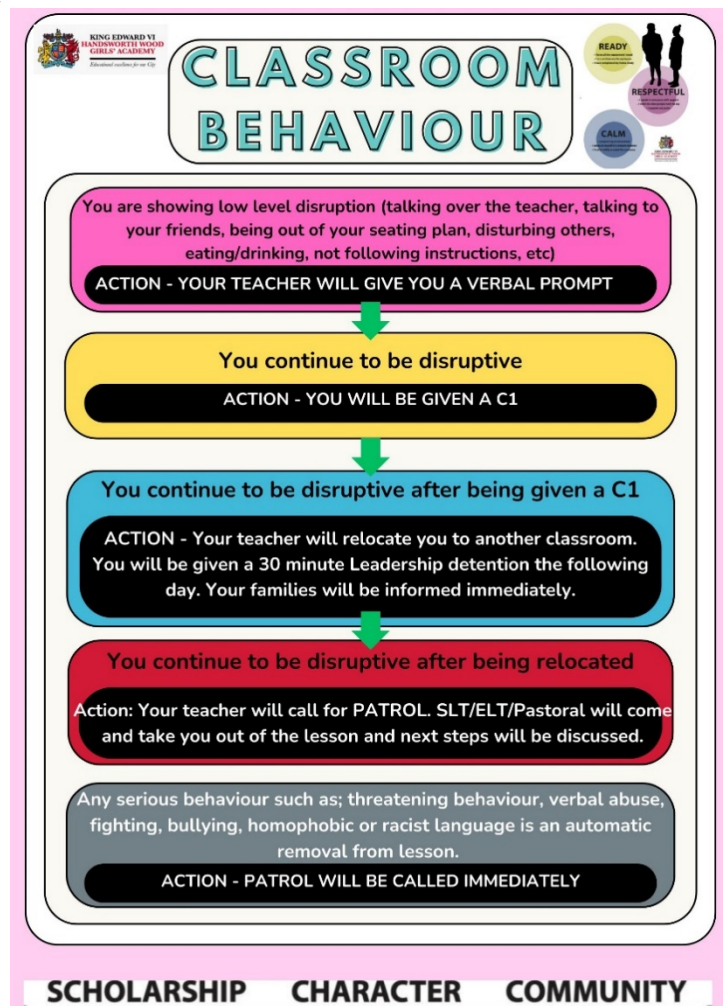 KING EDWARD VI
HANDSWORTH WOOD
GIRLS' ACADEMY
Educational excellence for our City
CLASSROOM
BEHAVIOUR
READY
RESPECTFUL
CALM
You are showing low level disruption (talking over the teacher, talking to
your friends, being out of your seating plan, disturbing others,
eating/drinking, not following instructions, etc)
ACTION - YOUR TEACHER WILL GIVE YOU A VERBAL PROMPT
You continue to be disruptive
ACTION - YOU WILL BE GIVEN A C1
You continue to be disruptive after being given a C1
ACTION - Your teacher will relocate you to another classroom.
You will be given a 30 minute Leadership detention the following
day. Your families will be informed immediately.
You continue to be disruptive after being relocated
Action: Your teacher will call for PATROL. SLT/ELT/Pastoral will come
and take you out of the lesson and next steps will be discussed.
Any serious behaviour such as; threatening behaviour, verbal abuse,
fighting, bullying, homophobic or racist language is an automatic
removal from lesson.
ACTION - PATROL WILL BE CALLED IMMEDIATELY
SCHOLARSHIP CHARACTER COMMUNITY